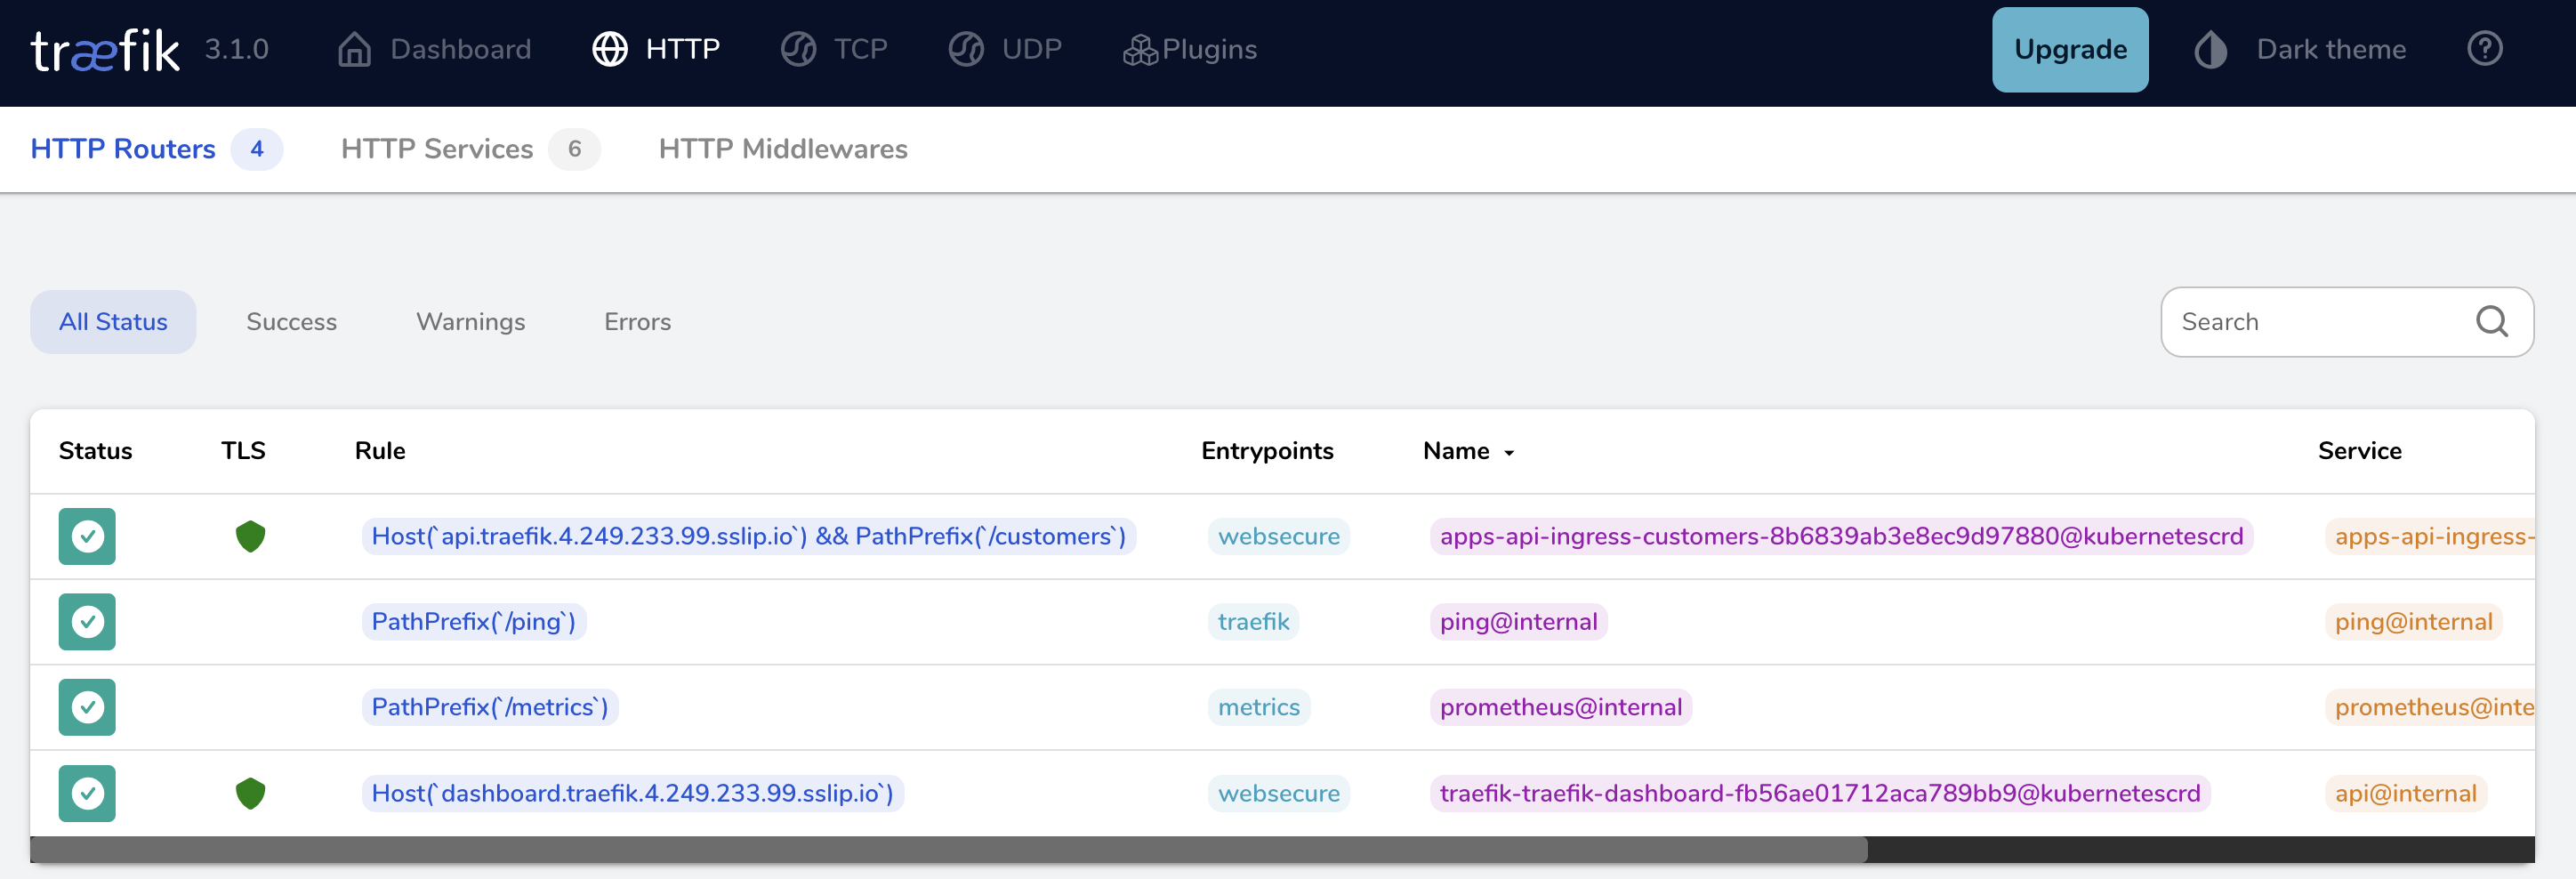 træfik 3.1.0 Dashboard HTTP TCP UDP Plugins Upgrade Dark theme
HTTP Routers 4 HTTP Services 6 HTTP Middlewares
All Status Success Warnings Errors Search
Status TLS Rule Entrypoints Name Service
Host(`api.traefik.4.249.233.99.sslip.io`) && PathPrefix(`/customers`) websecure apps-api-ingress-customers-8b6839ab3e8ec9d97880@kubernetescrd apps-api-ingress-
PathPrefix(`/ping`) traefik ping@internal ping@internal
PathPrefix(`/metrics`) metrics prometheus@internal prometheus@inte
Host(`dashboard.traefik.4.249.233.99.sslip.io`) websecure traefik-traefik-dashboard-fb56ae01712aca789bb9@kubernetescrd api@internal